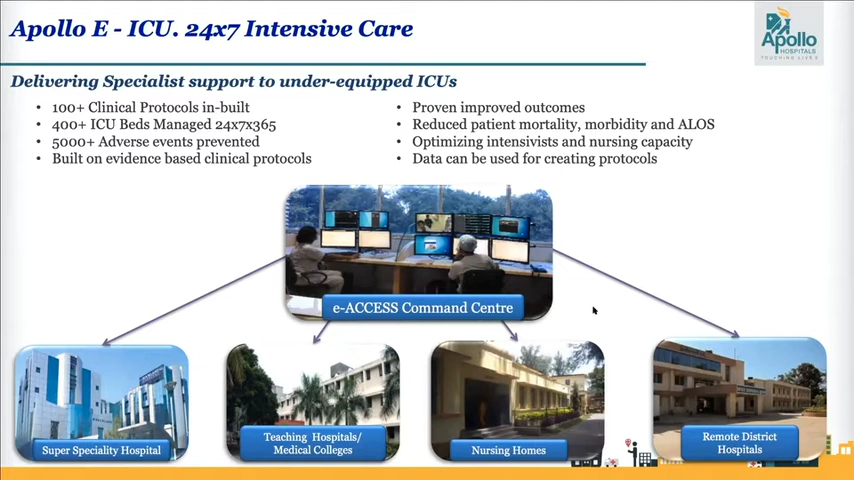 Apollo E - ICU. 24x7 Intensive Care
Apollo
HOSPITALS
TOUCHING LIVES
Delivering Specialist support to under-equipped ICUs
• 100+ Clinical Protocols in-built
• 400+ ICU Beds Managed 24x7x365
• 5000+ Adverse events prevented
• Built on evidence based clinical protocols
• Proven improved outcomes
• Reduced patient mortality, morbidity and ALOS
• Optimizing intensivists and nursing capacity
• Data can be used for creating protocols
e-ACCESS Command Centre
Super Speciality Hospital
Teaching Hospitals/
Medical Colleges
Nursing Homes
Remote District
Hospitals